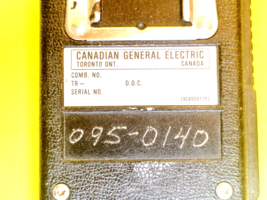 CANADIAN GENERAL ELECTRIC
TORONTO ONT. CANADA
COMB. NO.
TR— D.O.C.
SERIAL NO.
095-0140